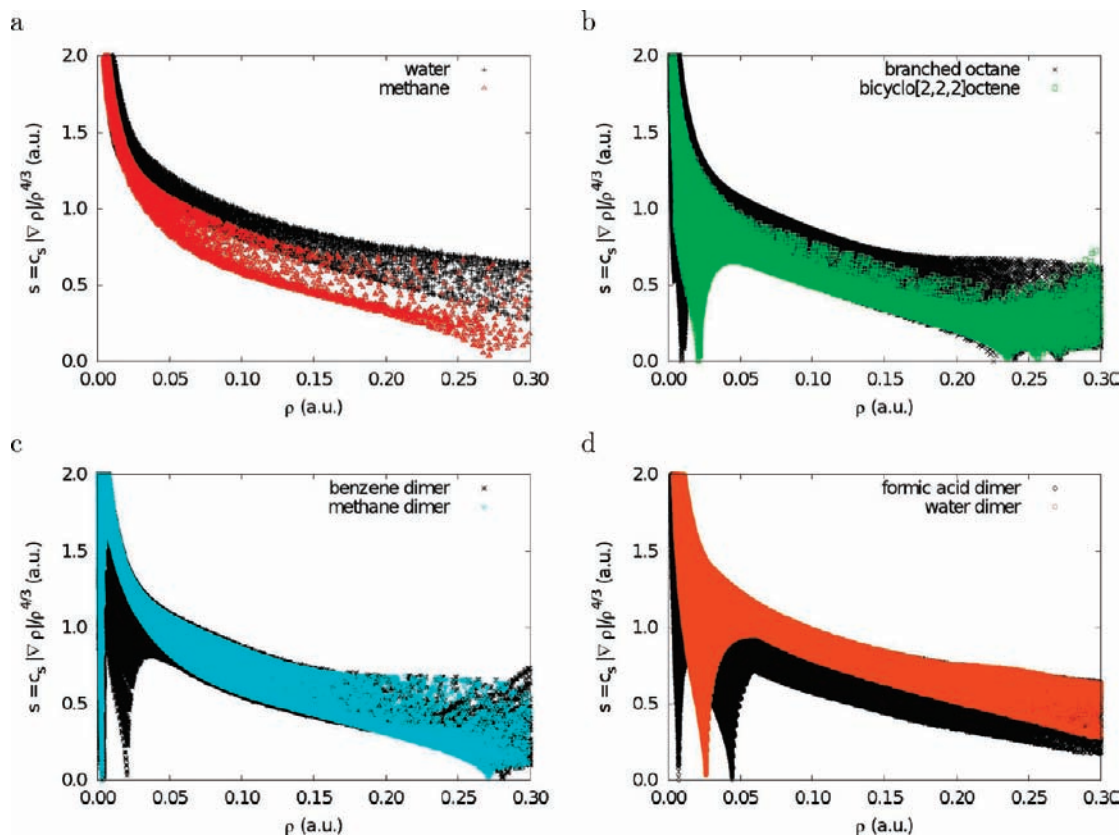 a
2.0
1.5
1.0
0.5
0.0
0.00 0.05 0.10 0.15 0.20 0.25 0.30
s = cₛ |∇ ρ|/ρ^4/3 (a.u.)
ρ (a.u.)
water
methane
b
2.0
1.5
1.0
0.5
0.0
0.00 0.05 0.10 0.15 0.20 0.25 0.30
s = cₛ |∇ ρ|/ρ^4/3 (a.u.)
ρ (a.u.)
branched octane
bicyclo[2,2,2]octene
c
2.0
1.5
1.0
0.5
0.0
0.00 0.05 0.10 0.15 0.20 0.25 0.30
s = cₛ |∇ ρ|/ρ^4/3 (a.u.)
ρ (a.u.)
benzene dimer
methane dimer
d
2.0
1.5
1.0
0.5
0.0
0.00 0.05 0.10 0.15 0.20 0.25 0.30
s = cₛ |∇ ρ|/ρ^4/3 (a.u.)
ρ (a.u.)
formic acid dimer
water dimer